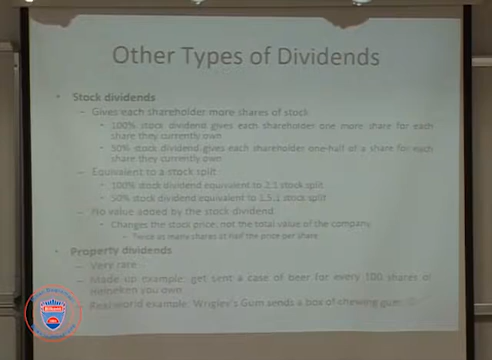 Other Types of Dividends
• Stock dividends
– Gives each shareholder more shares of stock
• 100% stock dividend gives each shareholder one more share for each
share they currently own
• 50% stock dividend gives each shareholder one-half of a share for each
share they currently own
– Equivalent to a stock split
• 100% stock dividend equivalent to 2:1 stock split
• 50% stock dividend equivalent to 1.5:1 stock split
– No value added by the stock dividend
• Changes the stock price, not the total value of the company
– Twice as many shares at half the price per share
• Property dividends
– Very rare
– Made up example: get sent a case of beer for every 100 shares of
Heineken you own
– Real world example: Wrigley's Gum sends a box of chewing gum